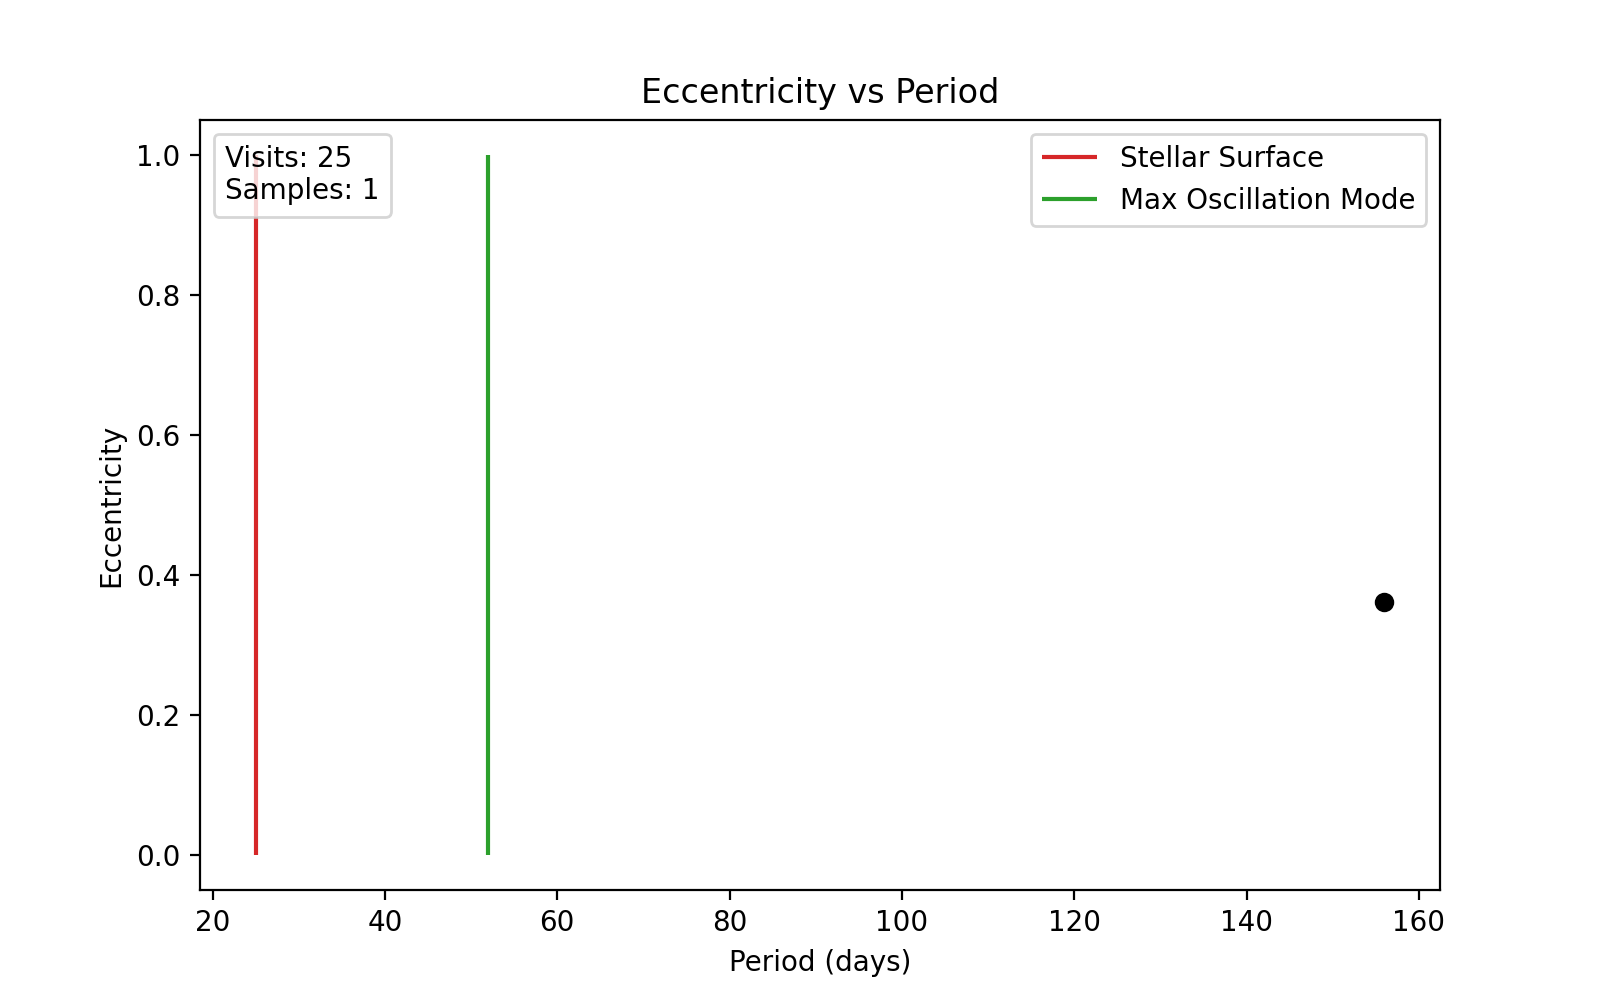 Eccentricity vs Period
Visits: 25
Samples: 1
Stellar Surface
Max Oscillation Mode
1.0
0.8
0.6
0.4
0.2
0.0
Eccentricity
20 40 60 80 100 120 140 160
Period (days)